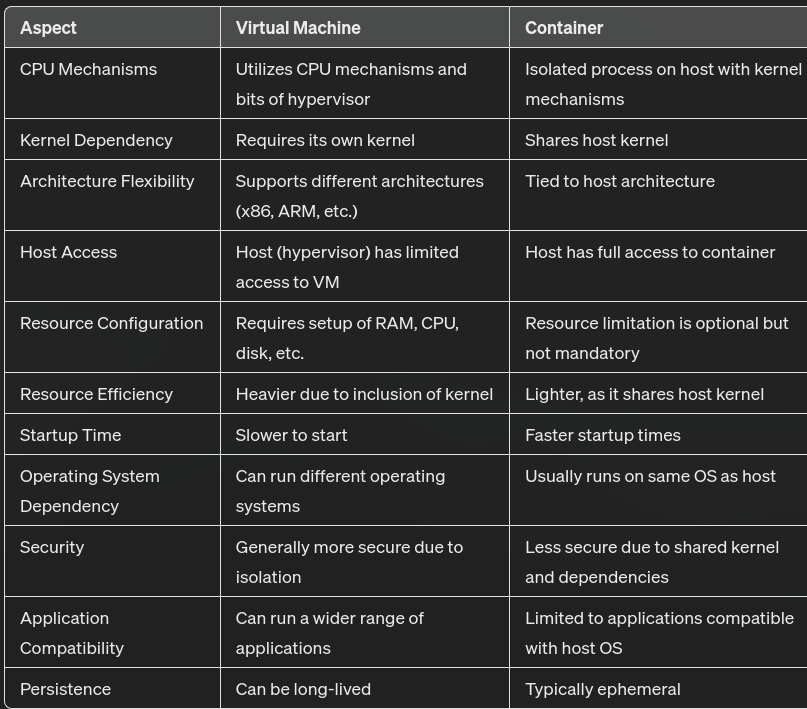 Aspect Virtual Machine Container
CPU Mechanisms Utilizes CPU mechanisms and Isolated process on host with kernel
bits of hypervisor mechanisms
Kernel Dependency Requires its own kernel Shares host kernel
Architecture Flexibility Supports different architectures Tied to host architecture
(x86, ARM, etc.)
Host Access Host (hypervisor) has limited Host has full access to container
access to VM
Resource Configuration Requires setup of RAM, CPU, Resource limitation is optional but
disk, etc. not mandatory
Resource Efficiency Heavier due to inclusion of kernel Lighter, as it shares host kernel
Startup Time Slower to start Faster startup times
Operating System Can run different operating Usually runs on same OS as host
Dependency systems
Security Generally more secure due to Less secure due to shared kernel
isolation and dependencies
Application Can run a wider range of Limited to applications compatible
Compatibility applications with host OS
Persistence Can be long-lived Typically ephemeral